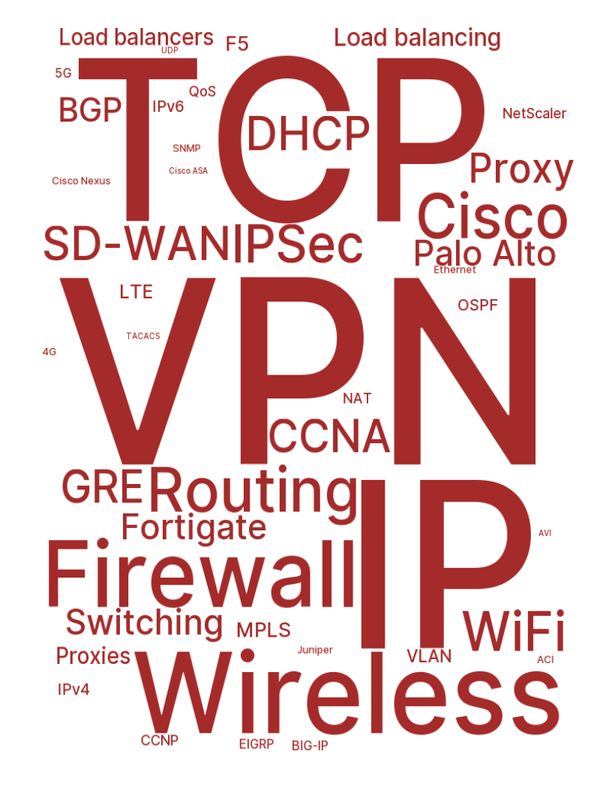 Load balancers
F5
Load balancing
UDP
5G
TCP
QoS
BGP
IPv6
NetScaler
DHCP
SNMP
Proxy
Cisco ASA
Cisco Nexus
Cisco
SD-WAN
IPSec
Palo Alto
Ethernet
VPN
LTE
OSPF
TACACS
4G
NAT
CCNA
GRE
Routing
IP
Fortigate
AVI
Firewall
Switching
MPLS
WiFi
Proxies
Juniper
VLAN
ACI
IPv4
Wireless
CCNP
EIGRP
BIG-IP